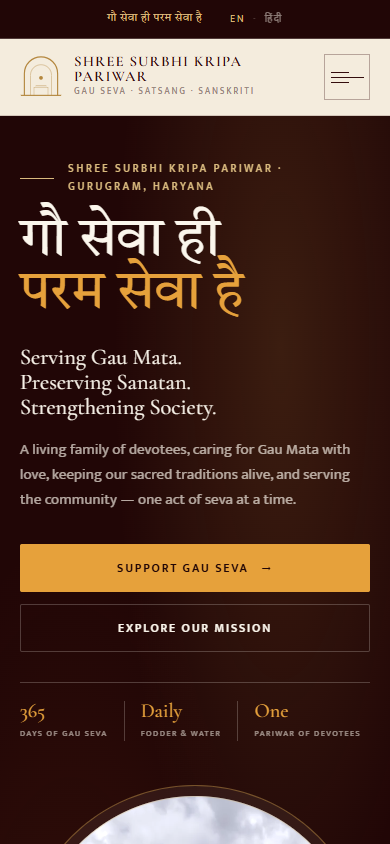 गौ सेवा ही परम सेवा है
EN · हिंदी
SHREE SURBHI KRIPA
PARIWAR
GAU SEVA · SATSANG · SANSKRITI
SHREE SURBHI KRIPA PARIWAR ·
GURUGRAM, HARYANA
गौ सेवा ही
परम सेवा है
Serving Gau Mata.
Preserving Sanatan.
Strengthening Society.
A living family of devotees, caring for Gau Mata with
love, keeping our sacred traditions alive, and serving
the community — one act of seva at a time.
SUPPORT GAU SEVA →
EXPLORE OUR MISSION
365
DAYS OF GAU SEVA
Daily
FODDER & WATER
One
PARIWAR OF DEVOTEES